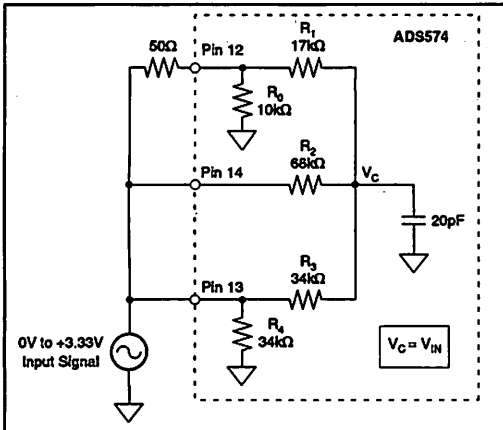 ADS574
50Ω
Pin 12
R1
17kΩ
R0
10kΩ
Pin 14
R2
68kΩ
VC
20pF
Pin 13
R3
34kΩ
R4
34kΩ
0V to +3.33V
Input Signal
VC = VIN